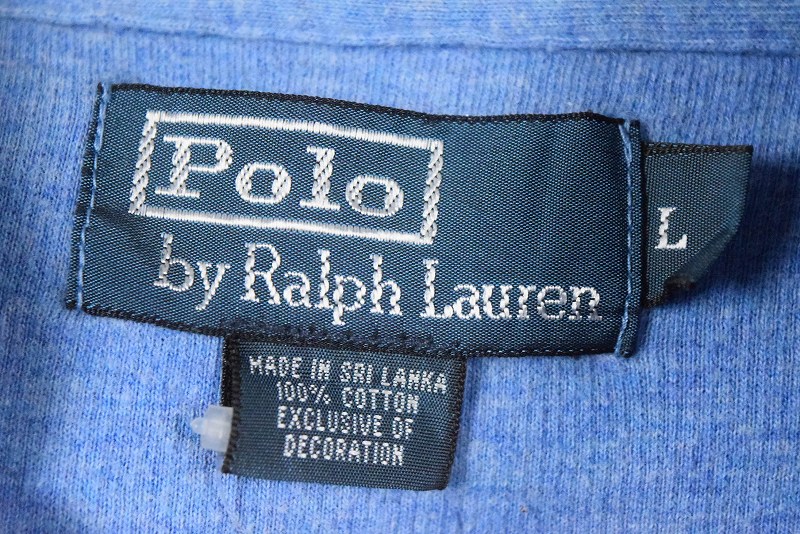 Polo
by Ralph Lauren
L
MADE IN SRI LANKA
100% COTTON
EXCLUSIVE OF
DECORATION